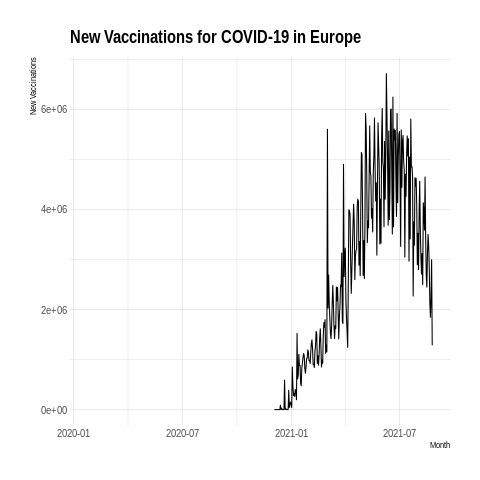 New Vaccinations for COVID-19 in Europe
New Vaccinations
6e+06
4e+06
2e+06
0e+00
2020-01 2020-07 2021-01 2021-07
Month